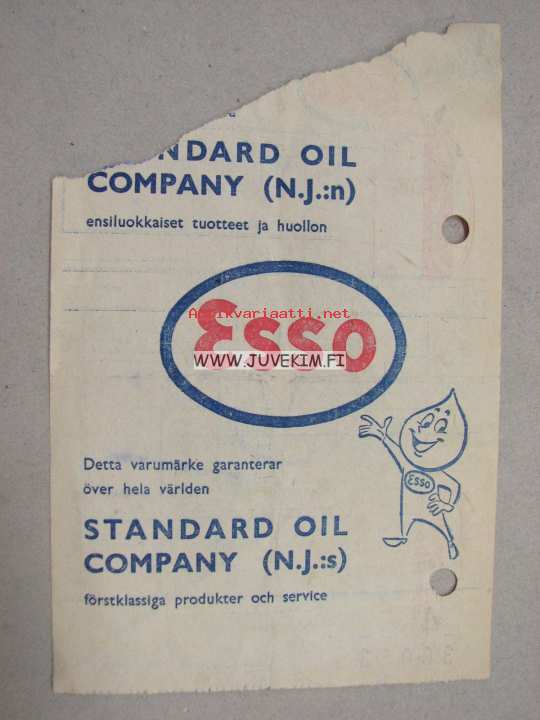 NDARD OIL
COMPANY (N.J.:n)
ensiluokkaiset tuotteet ja huollon
Esso
Antikvariaatti.net
WWW.JUVEKIM.FI
Esso
Detta varumärke garanterar
över hela världen
STANDARD OIL
COMPANY (N.J.:s)
förstklassiga produkter och service